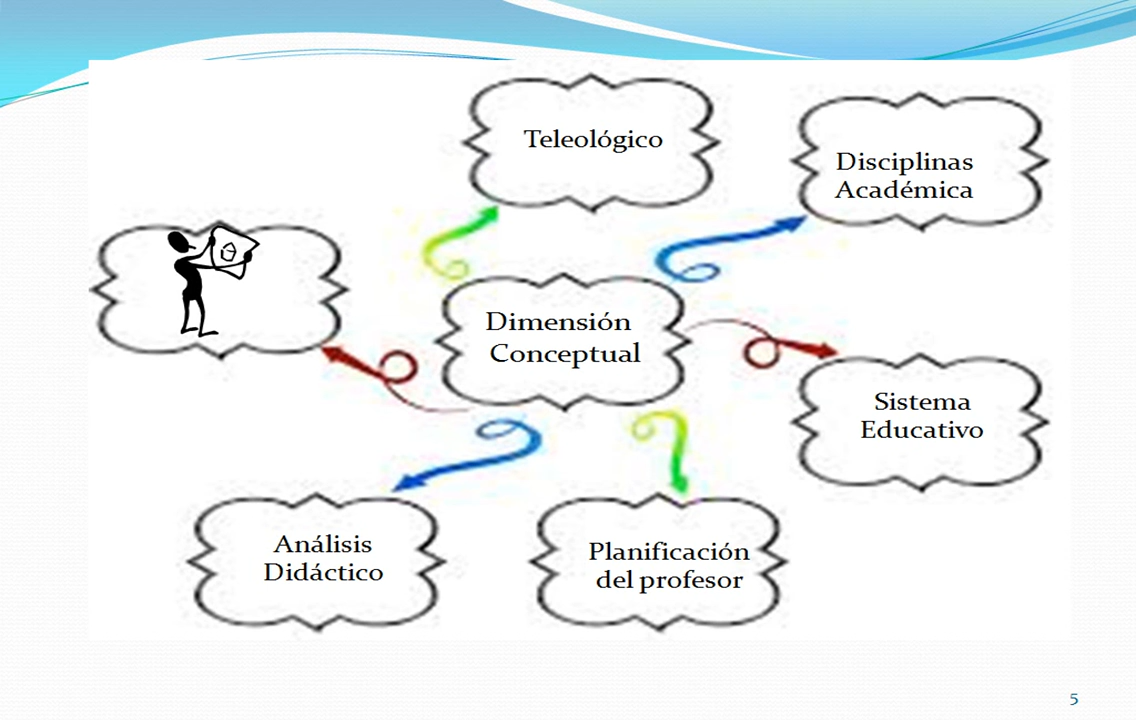 Teleológico
Disciplinas
Académica
Dimensión
Conceptual
Sistema
Educativo
Análisis
Didáctico
Planificación
del profesor
5